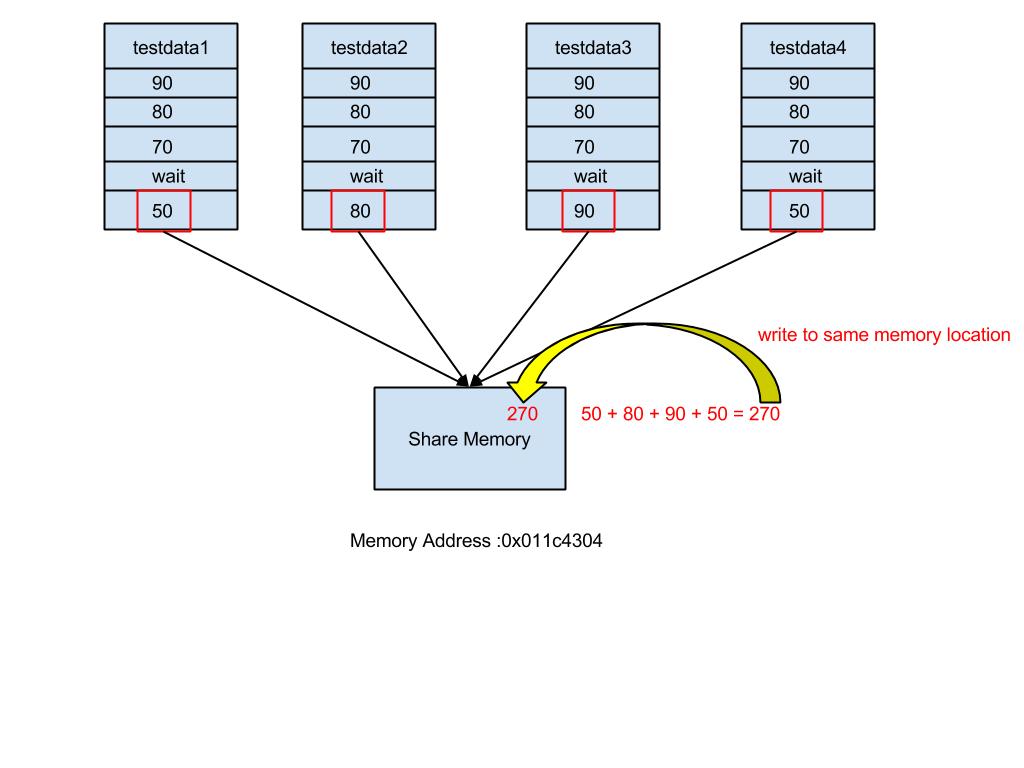 testdata1 testdata2 testdata3 testdata4
90 90 90 90
80 80 80 80
70 70 70 70
wait wait wait wait
50 80 90 50
write to same memory location
270 50 + 80 + 90 + 50 = 270
Share Memory
Memory Address :0x011c4304